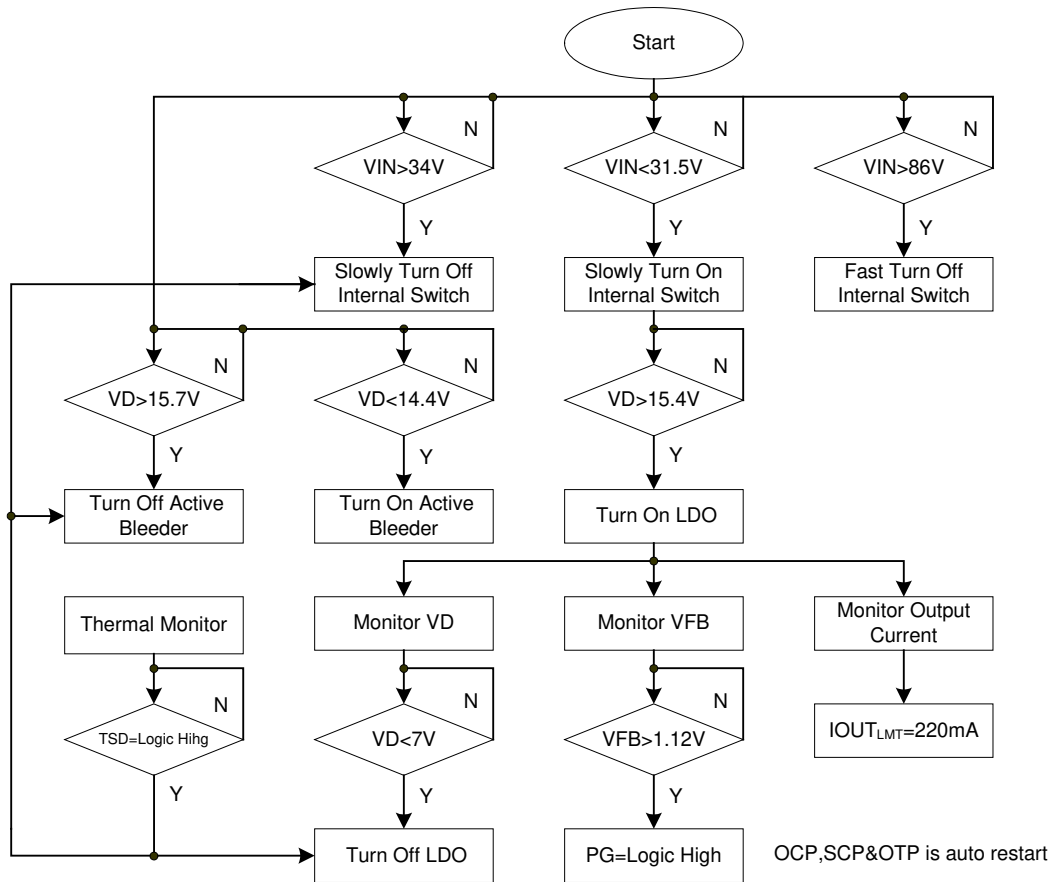 Start
N
N
N
VIN>34V
VIN<31.5V
VIN>86V
Y
Y
Y
Slowly Turn Off
Internal Switch
Slowly Turn On
Internal Switch
Fast Turn Off
Internal Switch
N
N
N
VD>15.7V
VD<14.4V
VD>15.4V
Y
Y
Y
Turn Off Active
Bleeder
Turn On Active
Bleeder
Turn On LDO
Thermal Monitor
Monitor VD
Monitor VFB
Monitor Output
Current
N
N
N
TSD=Logic Hihg
VD<7V
VFB>1.12V
IOUTLMT=220mA
Y
Y
Y
Turn Off LDO
PG=Logic High
OCP,SCP&OTP is auto restart